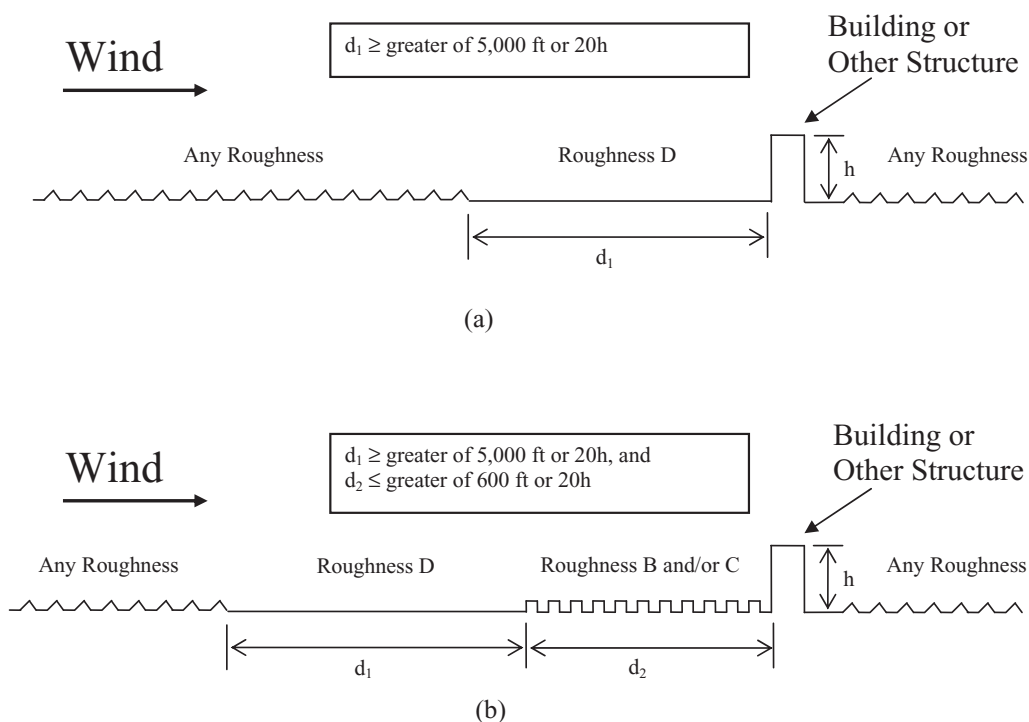 Wind
d₁ ≥ greater of 5,000 ft or 20h
Building or
Other Structure
Any Roughness
Roughness D
h
Any Roughness
d₁
(a)
Wind
d₁ ≥ greater of 5,000 ft or 20h, and
d₂ ≤ greater of 600 ft or 20h
Building or
Other Structure
Any Roughness
Roughness D
Roughness B and/or C
h
Any Roughness
d₁
d₂
(b)